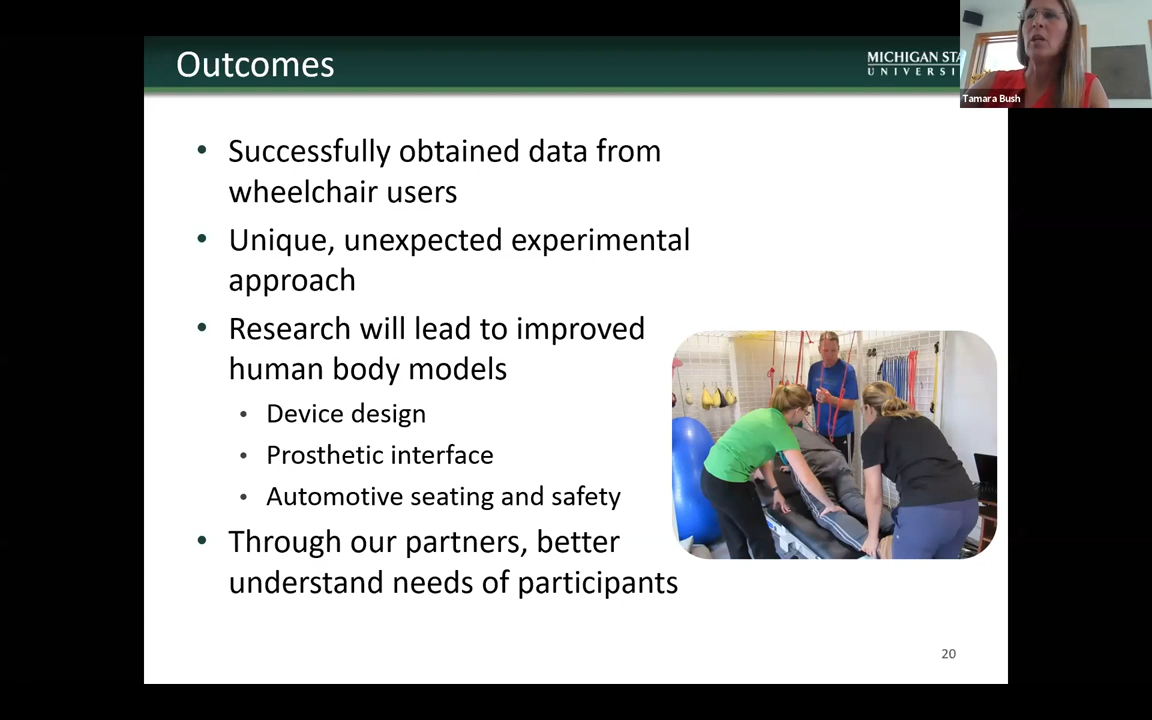 Outcomes
MICHIGAN
UNIVERSI
Tamara Bush
• Successfully obtained data from
wheelchair users
• Unique, unexpected experimental
approach
• Research will lead to improved
human body models
• Device design
• Prosthetic interface
• Automotive seating and safety
• Through our partners, better
understand needs of participants
20